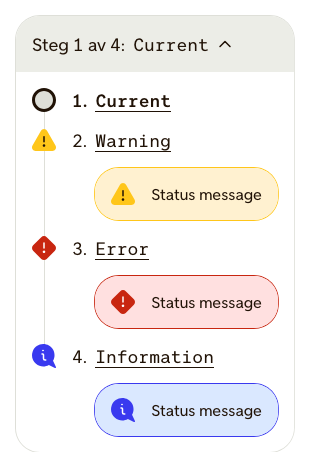 Steg 1 av 4: Current
1. Current
2. Warning
Status message
3. Error
Status message
4. Information
Status message